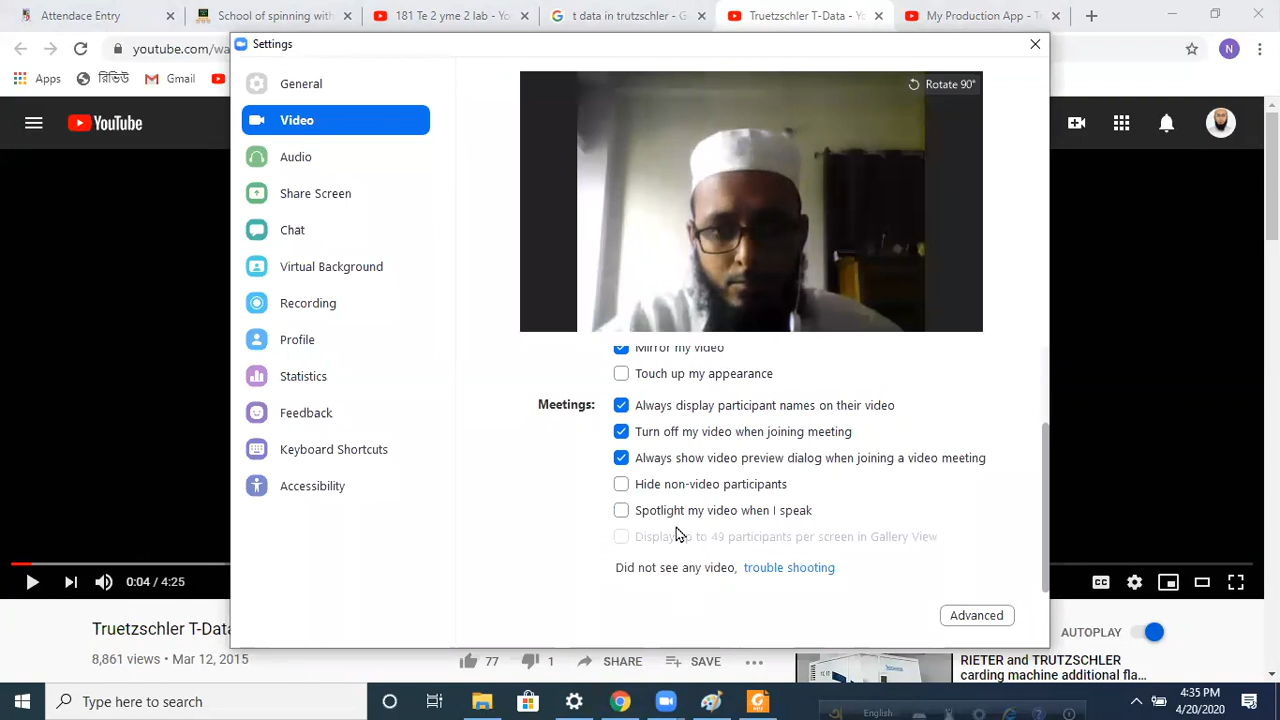 Attendace Entry
School of spinning with
181 Te 2 yme 2 lab - Yo
t data in trutzschler - G
Truetzschler T-Data - Yo
My Production App - Yo
youtube.com/wa
N
Apps
রিভিউ
Gmail
YouTube
Settings
General
Video
Audio
Share Screen
Chat
Virtual Background
Recording
Profile
Statistics
Feedback
Keyboard Shortcuts
Accessibility
Rotate 90°
Mirror my video
Touch up my appearance
Meetings:
Always display participant names on their video
Turn off my video when joining meeting
Always show video preview dialog when joining a video meeting
Hide non-video participants
Spotlight my video when I speak
Display up to 49 participants per screen in Gallery View
Did not see any video, trouble shooting
Advanced
0:04 / 4:25
CC
Truetzschler T-Data
8,861 views • Mar 12, 2015
77
1
SHARE
SAVE
AUTOPLAY
RIETER and TRUTZSCHLER
carding machine additional fla...
Type here to search
English
4:35 PM
4/20/2020